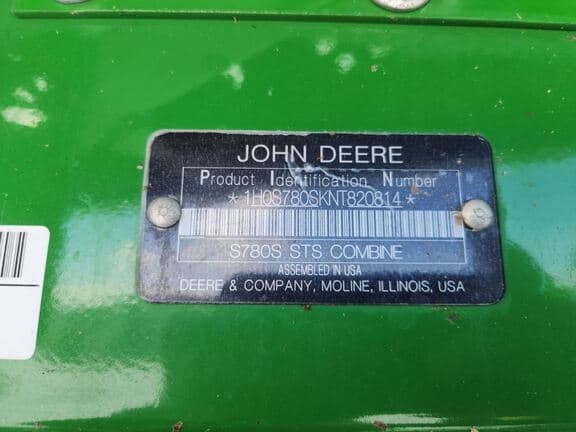 JOHN DEERE
Product Identification Number
*1H0S780SKNT820814*
S780S STS COMBINE
ASSEMBLED IN USA
DEERE & COMPANY, MOLINE, ILLINOIS, USA